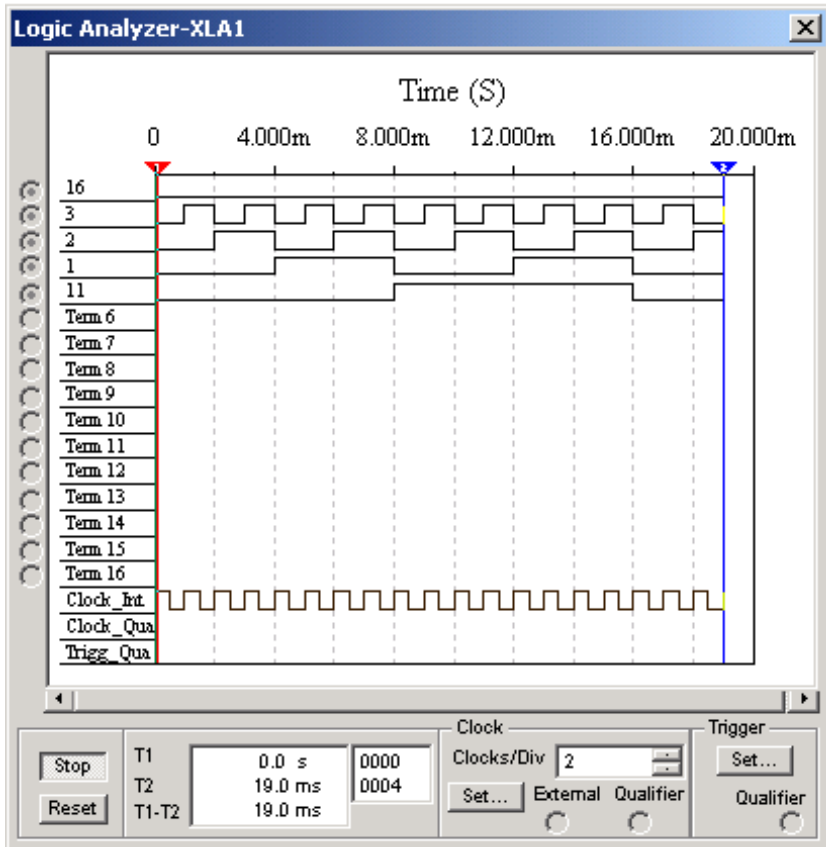 Logic Analyzer-XLA1
Time (S)
0 4.000m 8.000m 12.000m 16.000m 20.000m
1 2
16
3
2
1
11
Term 6
Term 7
Term 8
Term 9
Term 10
Term 11
Term 12
Term 13
Term 14
Term 15
Term 16
Clock_Int
Clock_Qua
Trigg_Qua
Clock
Trigger
Stop
Reset
T1 0.0 s 0000
T2 19.0 ms 0004
T1-T2 19.0 ms
Clocks/Div 2
Set... External Qualifier
Set...
Qualifier